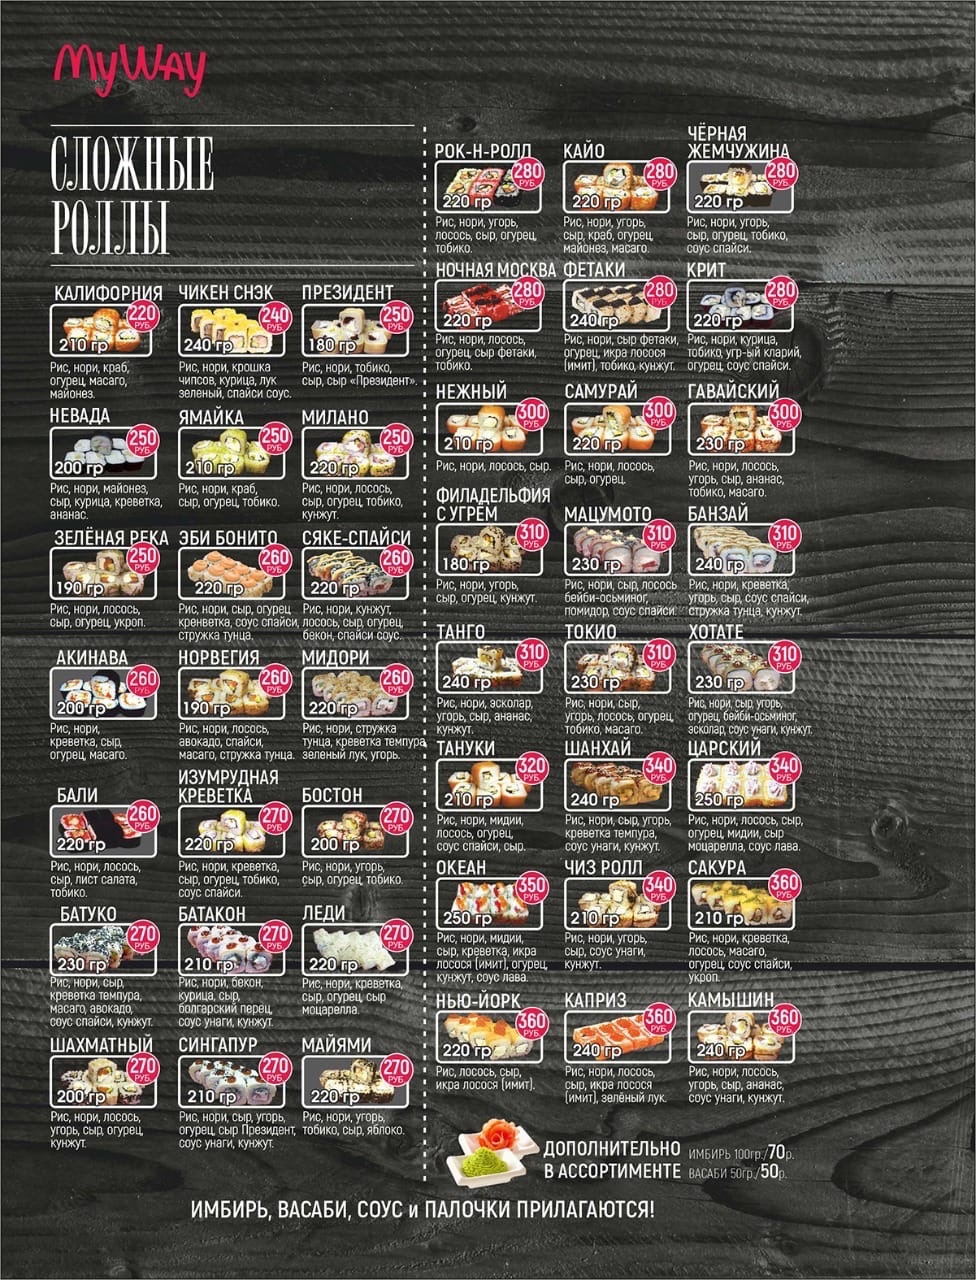 MyWay
СЛОЖНЫЕ
РОЛЛЫ
КАЛИФОРНИЯ
220 РУБ.
210 гр
Рис, нори, краб,
огурец, масаго,
майонез.
ЧИКЕН СНЭК
240 РУБ.
240 гр
Рис, нори, крошка
чипсов, курица, лук
зеленый, спайси соус.
ПРЕЗИДЕНТ
250 РУБ.
180 гр
Рис, нори, тобико,
сыр, сыр «Президент».
НЕВАДА
250 РУБ.
200 гр
Рис, нори, майонез,
сыр, курица, креветка,
ананас.
ЯМАЙКА
250 РУБ.
210 гр
Рис, нори, краб,
сыр, огурец, тобико.
МИЛАНО
250 РУБ.
220 гр
Рис, нори, лосось,
сыр, огурец, тобико,
кунжут.
ЗЕЛЁНАЯ РЕКА
250 РУБ.
190 гр
Рис, нори, лосось,
сыр, огурец, укроп.
ЭБИ БОНИТО
260 РУБ.
220 гр
Рис, нори, сыр, огурец
кренветка, соус спайси,
стружка тунца.
СЯКЕ-СПАЙСИ
260 РУБ.
220 гр
Рис, нори, кунжут,
лосось, сыр, огурец,
бекон, спайси соус.
АКИНАВА
260 РУБ.
200 гр
Рис, нори,
креветка, сыр,
огурец, масаго.
НОРВЕГИЯ
260 РУБ.
190 гр
Рис, нори, лосось,
авокадо, спайси,
масаго, стружка тунца.
МИДОРИ
260 РУБ.
220 гр
Рис, нори, стружка
тунца, креветка темпура,
зеленый лук, угорь.
БАЛИ
260 РУБ.
220 гр
Рис, нори, лосось,
сыр, лист салата,
тобико.
ИЗУМРУДНАЯ
КРЕВЕТКА
270 РУБ.
220 гр
Рис, нори, креветка,
сыр, огурец, тобико,
соус спайси.
БОСТОН
270 РУБ.
200 гр
Рис, нори, угорь,
сыр, огурец, тобико.
БАТУКО
270 РУБ.
230 гр
Рис, нори, сыр,
креветка темпура,
масаго, авокадо,
соус спайси, кунжут.
БАТАКОН
270 РУБ.
210 гр
Рис, нори, бекон,
курица, сыр,
болгарский перец,
соус унаги, кунжут.
ЛЕДИ
270 РУБ.
220 гр
Рис, нори, креветка,
сыр, огурец, сыр
моцарелла.
ШАХМАТНЫЙ
270 РУБ.
200 гр
Рис, нори, лосось,
угорь, сыр, огурец,
кунжут.
СИНГАПУР
270 РУБ.
210 гр
Рис, нори, сыр, угорь,
огурец, сыр Президент,
соус унаги, кунжут.
МАЙЯМИ
270 РУБ.
220 гр
Рис, нори, угорь,
тобико, сыр, яблоко.
РОК-Н-РОЛЛ
280 РУБ.
220 гр
Рис, нори, угорь,
лосось, сыр, огурец,
тобико.
КАЙО
280 РУБ.
220 гр
Рис, нори, угорь,
сыр, краб, огурец,
майонез, масаго.
ЧЁРНАЯ
ЖЕМЧУЖИНА
280 РУБ.
220 гр
Рис, нори, угорь,
сыр, огурец, тобико,
соус спайси.
НОЧНАЯ МОСКВА
280 РУБ.
220 гр
Рис, нори, лосось,
огурец, сыр фетаки,
тобико.
ФЕТАКИ
280 РУБ.
240 гр
Рис, нори, сыр фетаки,
огурец, икра лосося
(имит), тобико, кунжут.
КРИТ
280 РУБ.
220 гр
Рис, нори, курица,
тобико, угр-ый кларий,
огурец, соус спайси.
НЕЖНЫЙ
300 РУБ.
210 гр
Рис, нори, лосось, сыр.
САМУРАЙ
300 РУБ.
220 гр
Рис, нори, лосось,
сыр, огурец.
ГАВАЙСКИЙ
300 РУБ.
230 гр
Рис, нори, лосось,
угорь, сыр, ананас,
тобико, масаго.
ФИЛАДЕЛЬФИЯ
С УГРЁМ
310 РУБ.
180 гр
Рис, нори, угорь,
сыр, огурец, кунжут.
МАЦУМОТО
310 РУБ.
230 гр
Рис, нори, сыр, лосось
бейби-осьминог,
помидор, соус спайси.
БАНЗАЙ
310 РУБ.
240 гр
Рис, нори, креветка,
угорь, сыр, соус спайси,
стружка тунца, кунжут.
ТАНГО
310 РУБ.
240 гр
Рис, нори, асколар,
угорь, сыр, ананас,
кунжут.
ТОКИО
310 РУБ.
230 гр
Рис, нори, сыр,
угорь, лосось, огурец,
тобико, масаго.
ХОТАТЕ
310 РУБ.
230 гр
Рис, нори, сыр, угорь,
огурец, бейби-осьминог,
асколар, соус унаги, кунжут.
ТАНУКИ
320 РУБ.
210 гр
Рис, нори, мидии,
лосось, огурец,
соус спайси, сыр.
ШАНХАЙ
340 РУБ.
240 гр
Рис, нори, сыр, угорь,
креветка темпура,
соус унаги, кунжут.
ЦАРСКИЙ
340 РУБ.
250 гр
Рис, нори, лосось, сыр,
огурец, мидии, сыр
моцарелла, соус лава.
ОКЕАН
350 РУБ.
250 гр
Рис, нори, мидии,
сыр, креветка, икра
лосося (имит), огурец,
кунжут, соус лава.
ЧИЗ РОЛЛ
340 РУБ.
210 гр
Рис, нори, угорь,
сыр, соус унаги,
кунжут.
САКУРА
360 РУБ.
210 гр
Рис, нори, креветка,
лосось, масаго,
огурец, соус спайси,
укроп.
НЬЮ-ЙОРК
360 РУБ.
220 гр
Рис, лосось, сыр,
икра лосося (имит).
КАПРИЗ
360 РУБ.
240 гр
Рис, нори, лосось,
сыр, икра лосося
(имит), зелёный лук.
КАМЫШИН
360 РУБ.
240 гр
Рис, нори, лосось,
угорь, сыр, ананас,
соус унаги, кунжут.
ДОПОЛНИТЕЛЬНО
В АССОРТИМЕНТЕ
ИМБИРЬ 100гр./70р.
ВАСАБИ 50гр./50р.
ИМБИРЬ, ВАСАБИ, СОУС и ПАЛОЧКИ ПРИЛАГАЮТСЯ!